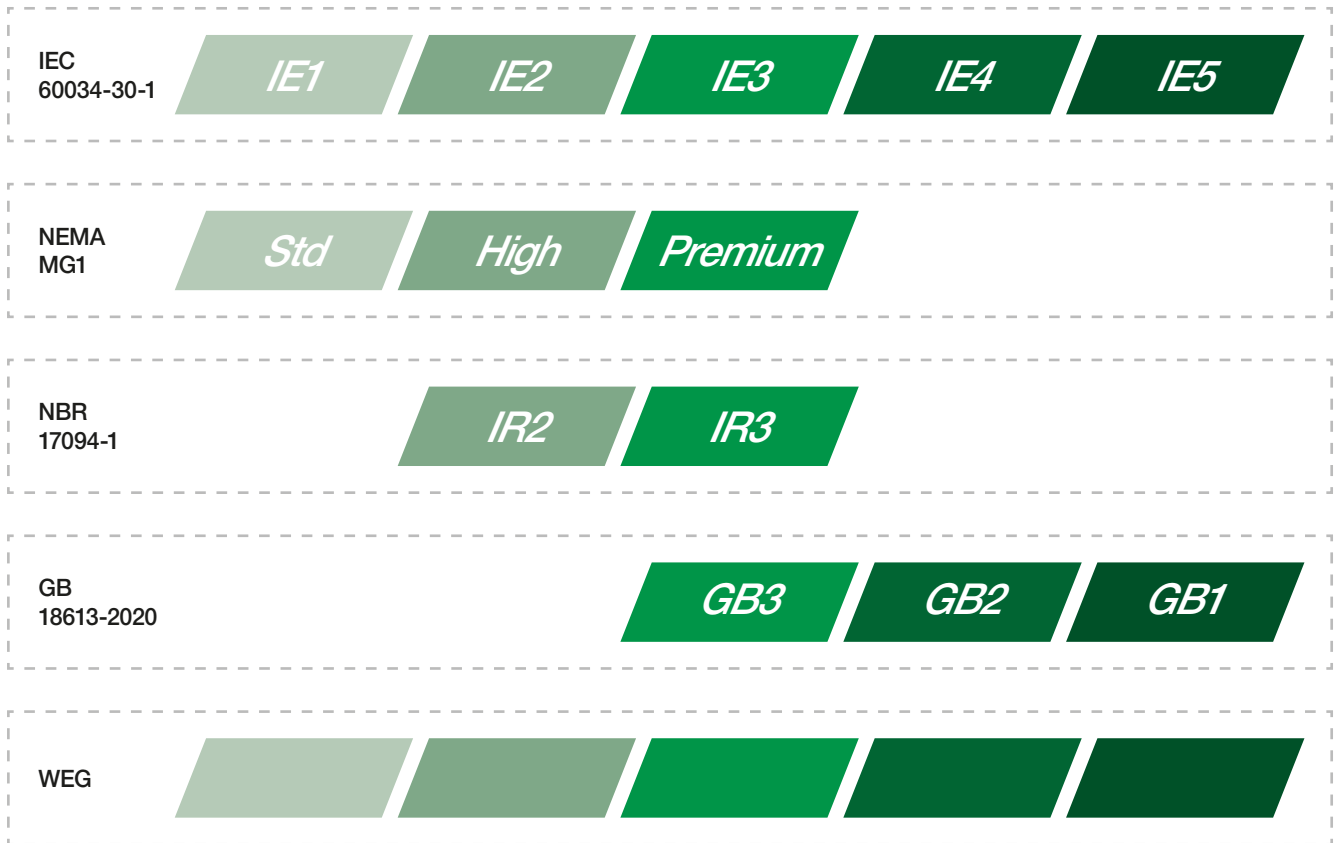 IEC
60034-30-1
IE1
IE2
IE3
IE4
IE5
NEMA
MG1
Std
High
Premium
NBR
17094-1
IR2
IR3
GB
18613-2020
GB3
GB2
GB1
WEG